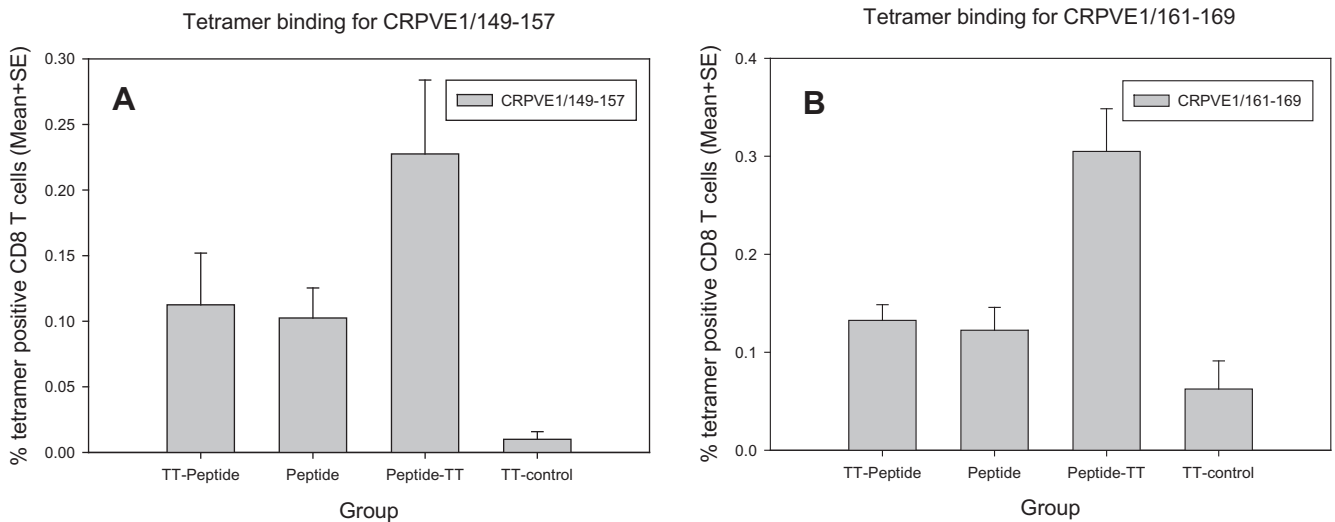 Tetramer binding for CRPVE1/149-157
% tetramer positive CD8 T cells (Mean+SE)
A
CRPVE1/149-157
0.30
0.25
0.20
0.15
0.10
0.05
0.00
TT-Peptide
Peptide
Peptide-TT
TT-control
Group
Tetramer binding for CRPVE1/161-169
% tetramer positive CD8 T cells (Mean+SE)
B
CRPVE1/161-169
0.4
0.3
0.2
0.1
0.0
TT-Peptide
Peptide
Peptide-TT
TT-control
Group